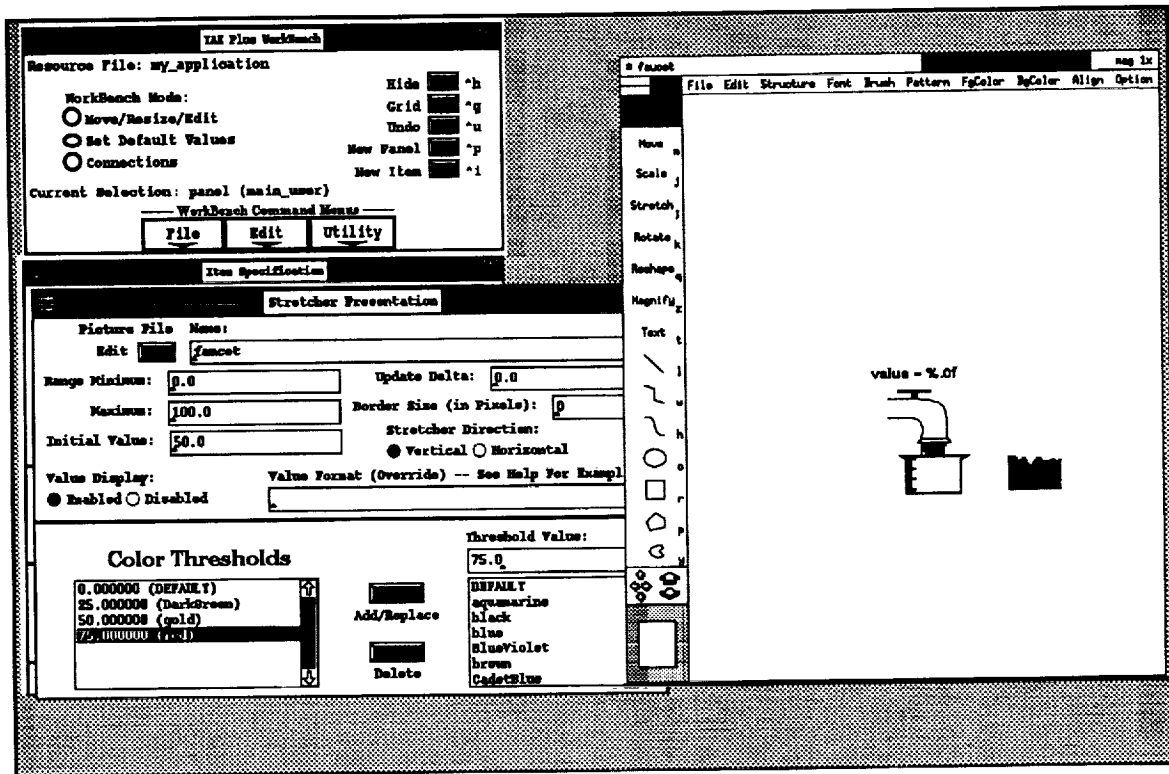 TAE Plus WorkBench
Resource File: my_application
WorkBench Mode:
Move/Resize/Edit
Set Default Values
Connections
Hide ^h
Grid ^g
Undo ^u
New Panel ^p
New Item ^i
Current Selection: panel (main_user)
WorkBench Command Menus
File Edit Utility
Item Specification
Stretcher Presentation
Picture File Name:
Edit faucet
Range Minimum: 0.0
Update Delta: 0.0
Maximum: 100.0
Border Size (in Pixels): 0
Initial Value: 50.0
Stretcher Direction:
Vertical Horizontal
Value Display:
Enabled Disabled
Value Format (Override) -- See Help For Exampl
Color Thresholds
0.000000 (DEFAULT)
25.000000 (DarkGreen)
50.000000 (gold)
75.000000 (red)
Add/Replace
Delete
Threshold Value:
75.0
DEFAULT
aquamarine
black
blue
BlueViolet
brown
CadetBlue
* faucet mag 1x
File Edit Structure Font Brush Pattern FgColor BgColor Align Option
Move m
Scale j
Stretch
Rotate k
Reshape q
Magnify z
Text t
l
w
h
o
r
p
y
value = %.0f